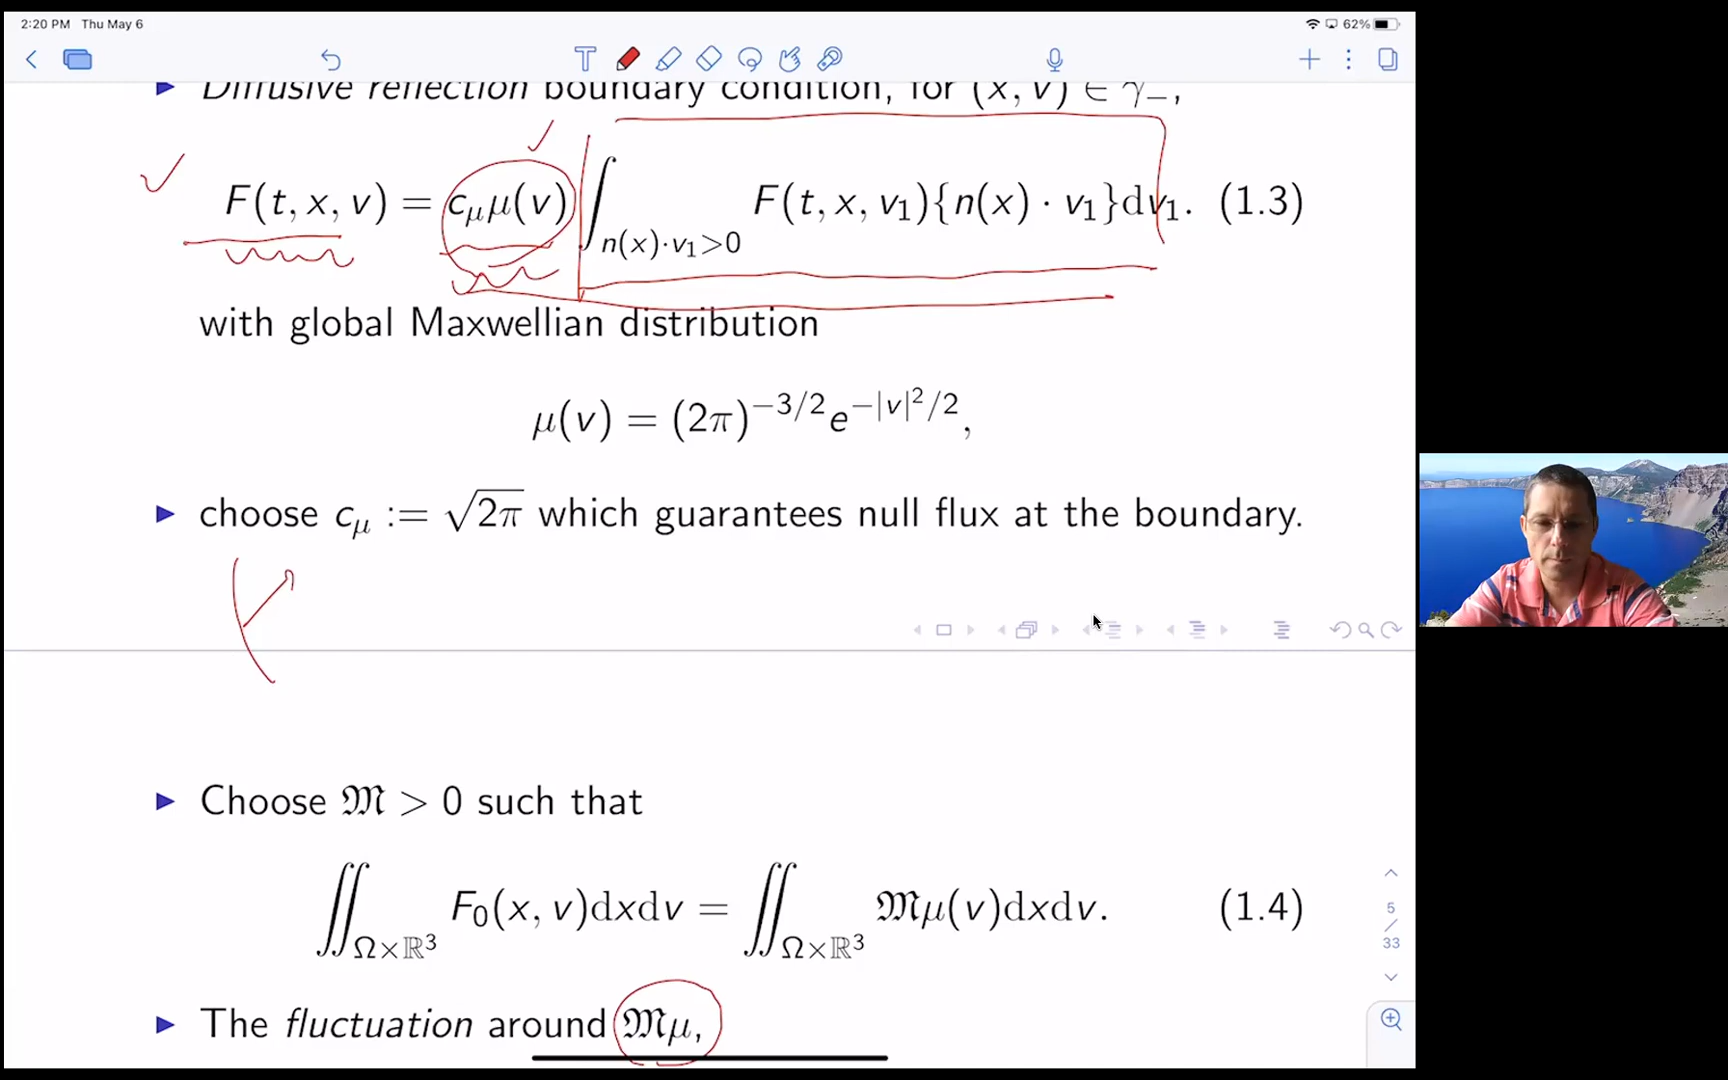 2:20 PM Thu May 6
62%
Diffusive reflection boundary condition, for (x, v) ∈ γ₋,
F(t, x, v) = c_μμ(v) ∫_{n(x)·v₁>0} F(t, x, v₁){n(x) · v₁}dv₁. (1.3)
with global Maxwellian distribution
μ(v) = (2π)^{−3/2}e^{−|v|²/2},
▶ choose c_μ := √2π which guarantees null flux at the boundary.
▶ Choose 𝔐 > 0 such that
∬_{Ω×ℝ³} F₀(x, v)dxdv = ∬_{Ω×ℝ³} 𝔐μ(v)dxdv. (1.4)
5
/
33
▶ The fluctuation around 𝔐μ,